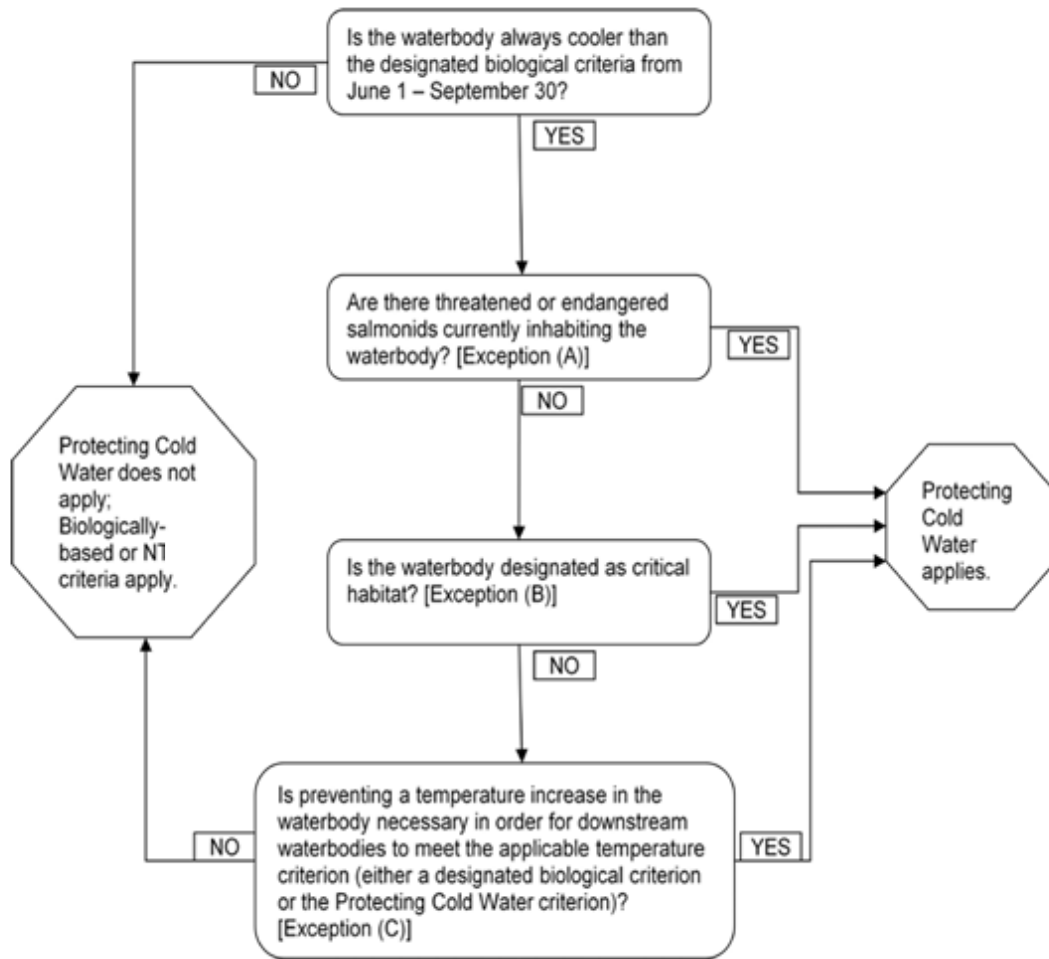 Is the waterbody always cooler than
the designated biological criteria from
June 1 – September 30?
NO
YES
Are there threatened or endangered
salmonids currently inhabiting the
waterbody? [Exception (A)]
YES
NO
Protecting Cold
Water does not
apply;
Biologically-
based or NT
criteria apply.
Protecting
Cold
Water
applies.
Is the waterbody designated as critical
habitat? [Exception (B)]
YES
NO
Is preventing a temperature increase in the
waterbody necessary in order for downstream
waterbodies to meet the applicable temperature
criterion (either a designated biological criterion
or the Protecting Cold Water criterion)?
[Exception (C)]
NO
YES